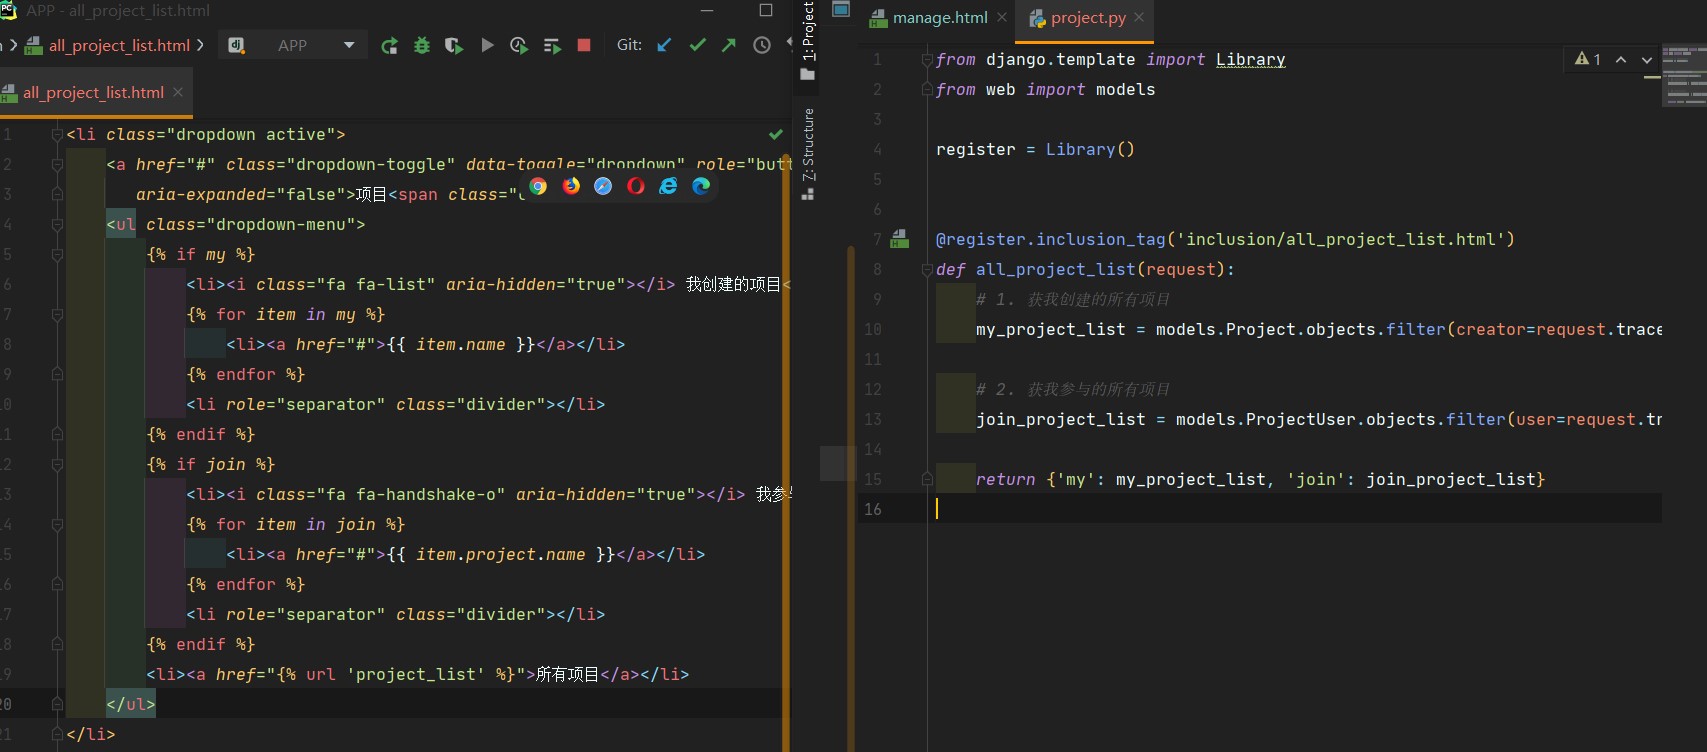 APP - all_project_list.html
all_project_list.html
APP
Git:
all_project_list.html
1 <li class="dropdown active">
2 <a href="#" class="dropdown-toggle" data-toggle="dropdown" role="butt
3 aria-expanded="false">项目<span class="
4 <ul class="dropdown-menu">
5 {% if my %}
6 <li><i class="fa fa-list" aria-hidden="true"></i> 我创建的项目<
7 {% for item in my %}
8 <li><a href="#">{{ item.name }}</a></li>
9 {% endfor %}
0 <li role="separator" class="divider"></li>
1 {% endif %}
2 {% if join %}
3 <li><i class="fa fa-handshake-o" aria-hidden="true"></i> 我参与
4 {% for item in join %}
5 <li><a href="#">{{ item.project.name }}</a></li>
6 {% endfor %}
7 <li role="separator" class="divider"></li>
8 {% endif %}
9 <li><a href="{% url 'project_list' %}">所有项目</a></li>
20 </ul>
21 </li>
1: Project
7: Structure
manage.html
project.py
1
1 from django.template import Library
2 from web import models
3
4 register = Library()
5
6
7 @register.inclusion_tag('inclusion/all_project_list.html')
8 def all_project_list(request):
9 # 1. 获我创建的所有项目
10 my_project_list = models.Project.objects.filter(creator=request.trace
11
12 # 2. 获我参与的所有项目
13 join_project_list = models.ProjectUser.objects.filter(user=request.tr
14
15 return {'my': my_project_list, 'join': join_project_list}
16